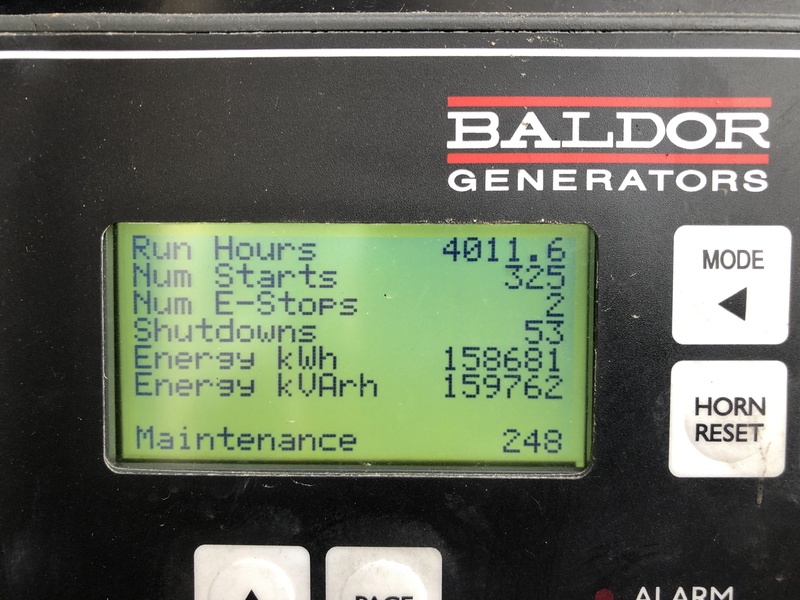 BALDOR
GENERATORS
Run Hours 4011.6
Num Starts 325
Num E-Stops 2
Shutdowns 53
Energy kWh 158681
Energy kVArh 159762
Maintenance 248
MODE
HORN
RESET
PAGE
ALARM